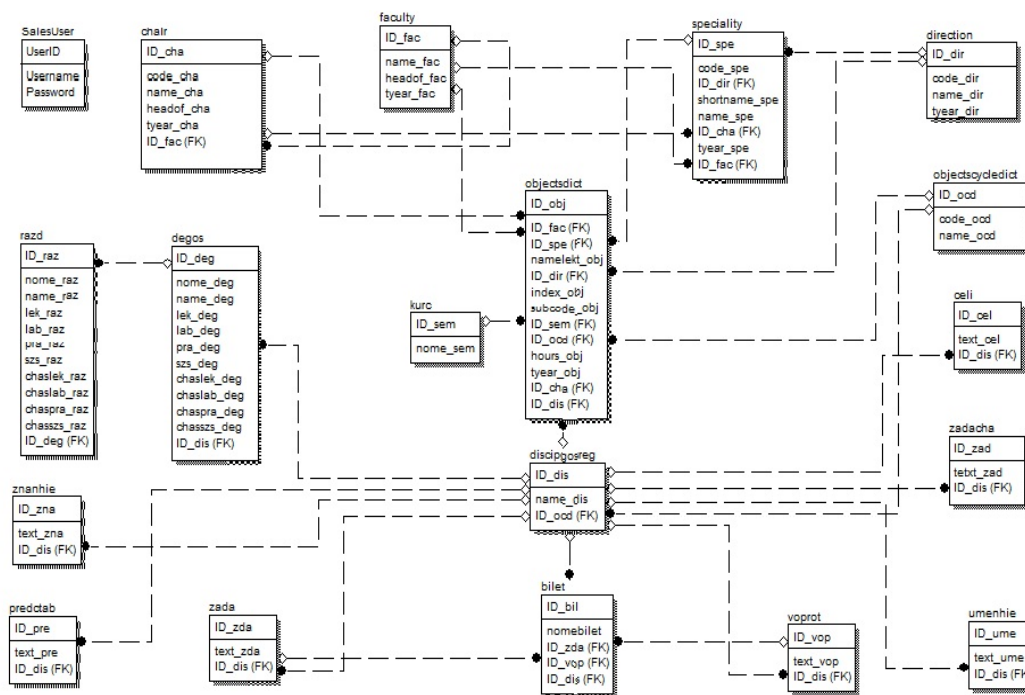 SalesUser
UserID
Username
Password
chair
ID_cha
code_cha
name_cha
headof_cha
tyear_cha
ID_fac (FK)
faculty
ID_fac
name_fac
headof_fac
tyear_fac
speciality
ID_spe
code_spe
ID_dir (FK)
shortname_spe
name_spe
ID_cha (FK)
tyear_spe
ID_fac (FK)
direction
ID_dir
code_dir
name_dir
tyear_dir
objectscycledict
ID_ocd
code_ocd
name_ocd
objectsdict
ID_obj
ID_fac (FK)
ID_spe (FK)
namelekt_obj
ID_dir (FK)
index_obj
subcode_obj
ID_sem (FK)
ID_ocd (FK)
hours_obj
tyear_obj
ID_cha (FK)
ID_dis (FK)
razd
ID_raz
nome_raz
name_raz
lek_raz
lab_raz
pra_raz
szs_raz
chaslek_raz
chaslab_raz
chaspra_raz
chasszs_raz
ID_deg (FK)
degos
ID_deg
nome_deg
name_deg
lek_deg
lab_deg
pra_deg
szs_deg
chaslek_deg
chaslab_deg
chaspra_deg
chasszs_deg
ID_dis (FK)
kurc
ID_sem
nome_sem
celi
ID_cel
text_cel
ID_dis (FK)
discipgosreg
ID_dis
name_dis
ID_ocd (FK)
zadacha
ID_zad
tetxt_zad
ID_dis (FK)
znanhie
ID_zna
text_zna
ID_dis (FK)
predctab
ID_pre
text_pre
ID_dis (FK)
zada
ID_zda
text_zda
ID_dis (FK)
bilet
ID_bil
nomebilet
ID_zda (FK)
ID_vop (FK)
ID_dis (FK)
voprot
ID_vop
text_vop
ID_dis (FK)
umenhie
ID_ume
text_ume
ID_dis (FK)